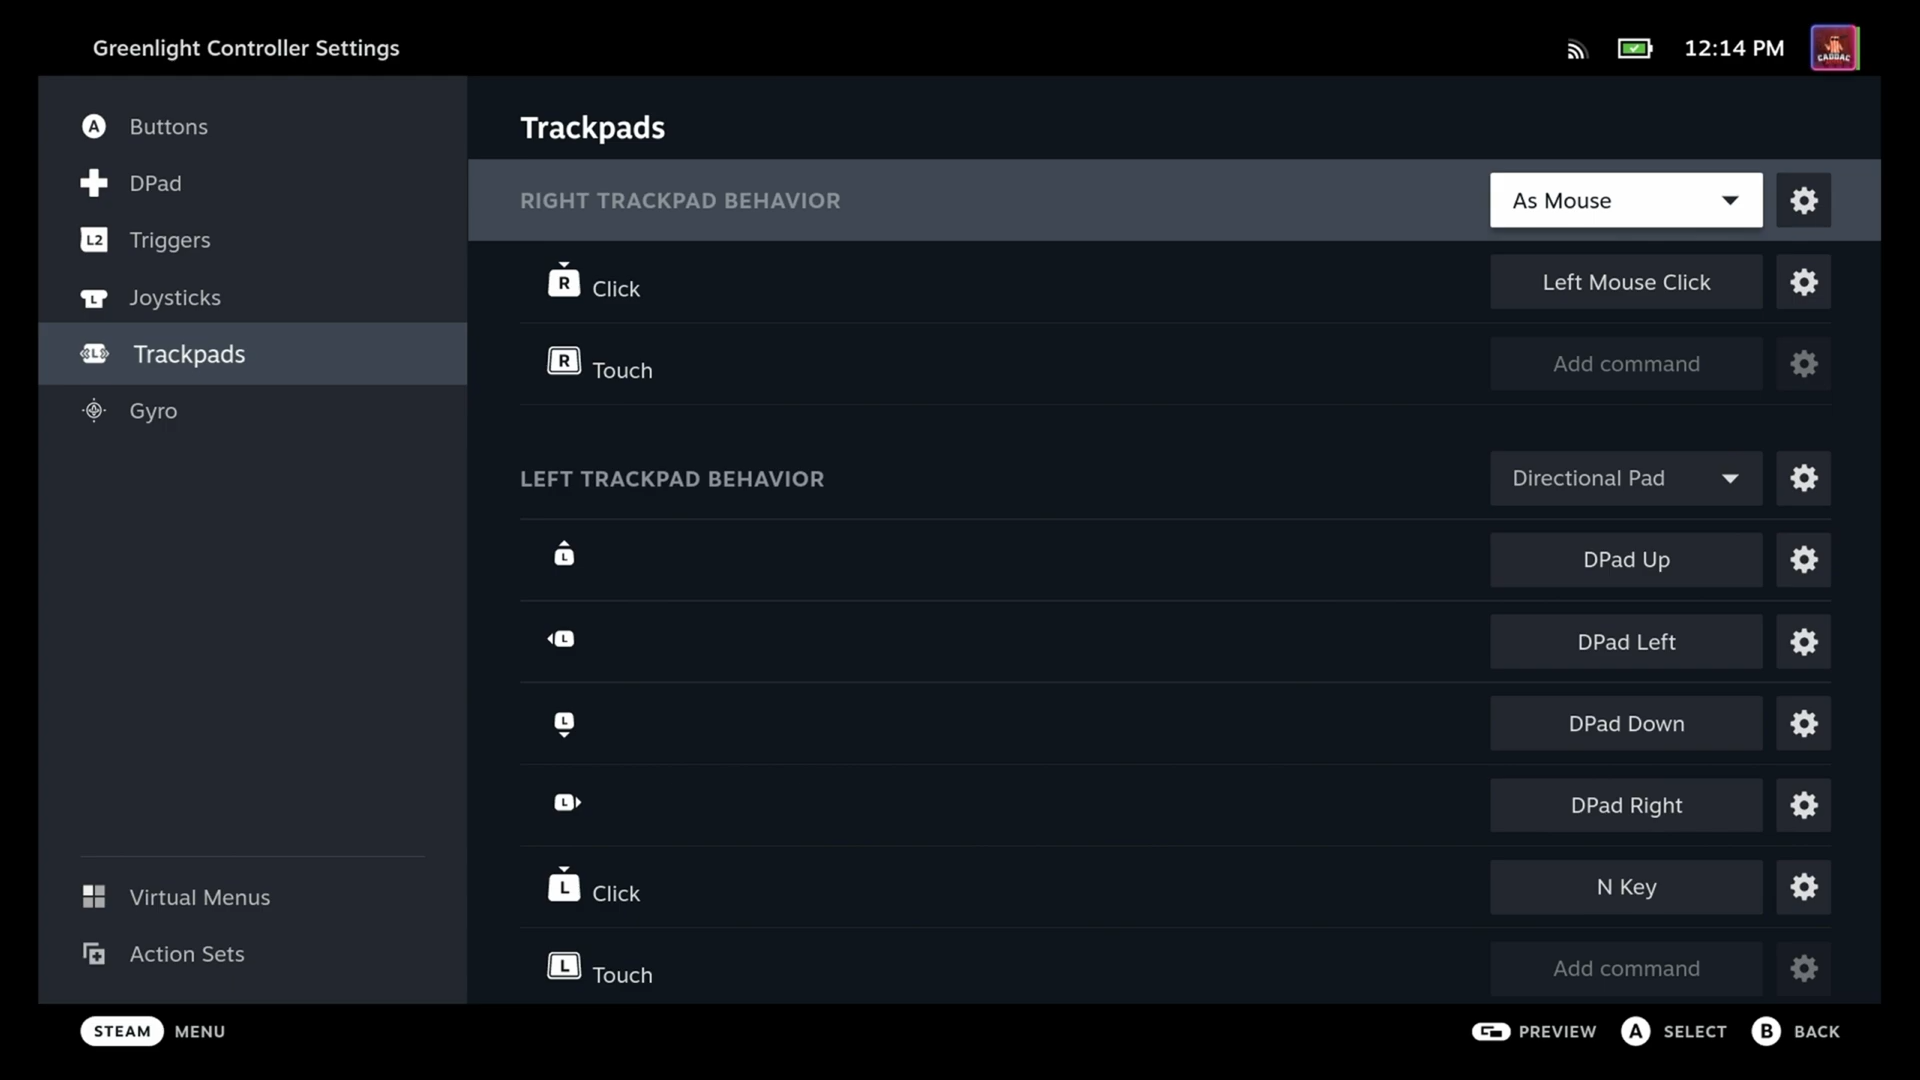 Greenlight Controller Settings
12:14 PM
CADDAC
A Buttons
DPad
L2 Triggers
L Joysticks
L Trackpads
Gyro
Virtual Menus
Action Sets
Trackpads
RIGHT TRACKPAD BEHAVIOR As Mouse
R Click Left Mouse Click
R Touch Add command
LEFT TRACKPAD BEHAVIOR Directional Pad
L DPad Up
L DPad Left
L DPad Down
L DPad Right
L Click N Key
L Touch Add command
STEAM MENU
PREVIEW A SELECT B BACK